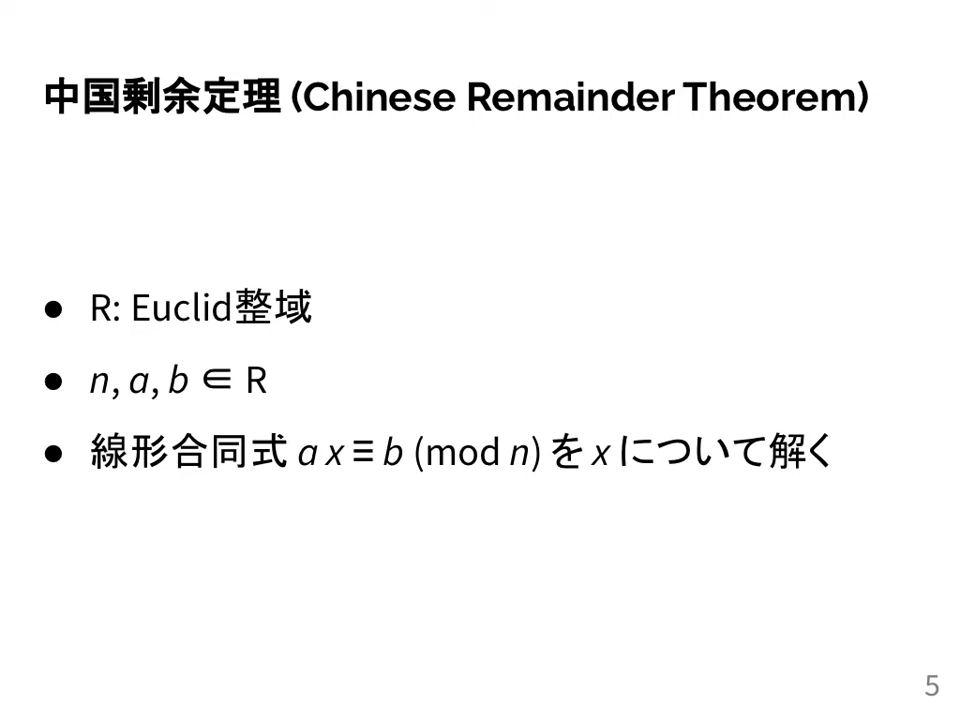 中国剰余定理 (Chinese Remainder Theorem)
● R: Euclid整域
● n, a, b ∈ R
● 線形合同式 a x ≡ b (mod n) を x について解く
5